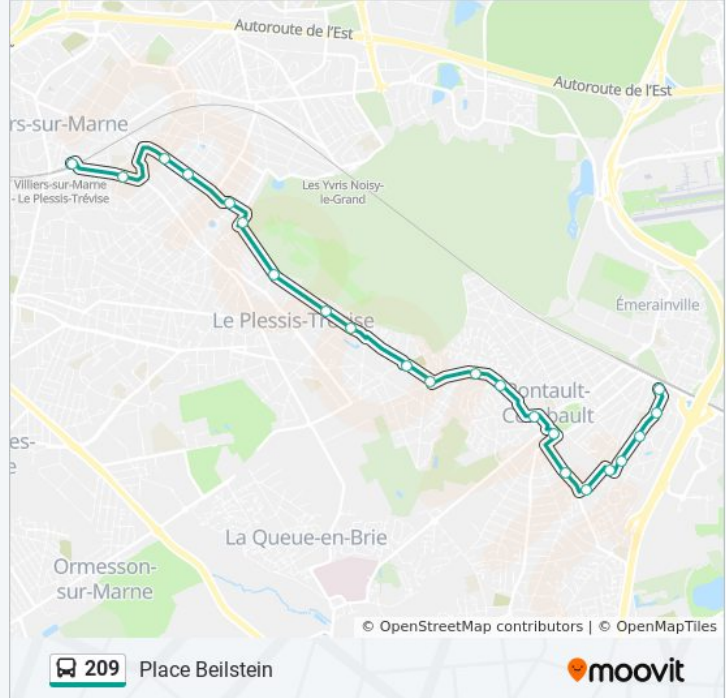 Autoroute de l'Est
Autoroute de l'Est
rs-sur-Marne
Villiers-sur-Marne
- Le Plessis-Trévise
Les Yvris Noisy-
le-Grand
Émerainville
Le Plessis-Trévise
Pontault-
Combault
es-
e
La Queue-en-Brie
Ormesson-
sur-Marne
© OpenStreetMap contributors | © OpenMapTiles
209 Place Beilstein
moovit